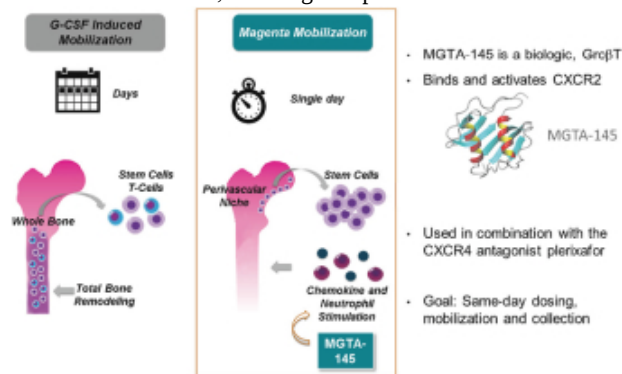 G-CSF Induced
Mobilization
Days
Stem Cells
T-Cells
Whole Bone
Total Bone
Remodeling
Magenta Mobilization
Single day
Perivascular
Niche
Stem Cells
Chemokine and
Neutrophil
Stimulation
MGTA-
145
• MGTA-145 is a biologic, GroβT
• Binds and activates CXCR2
MGTA-145
• Used in combination with the
CXCR4 antagonist plerixafor
• Goal: Same-day dosing,
mobilization and collection